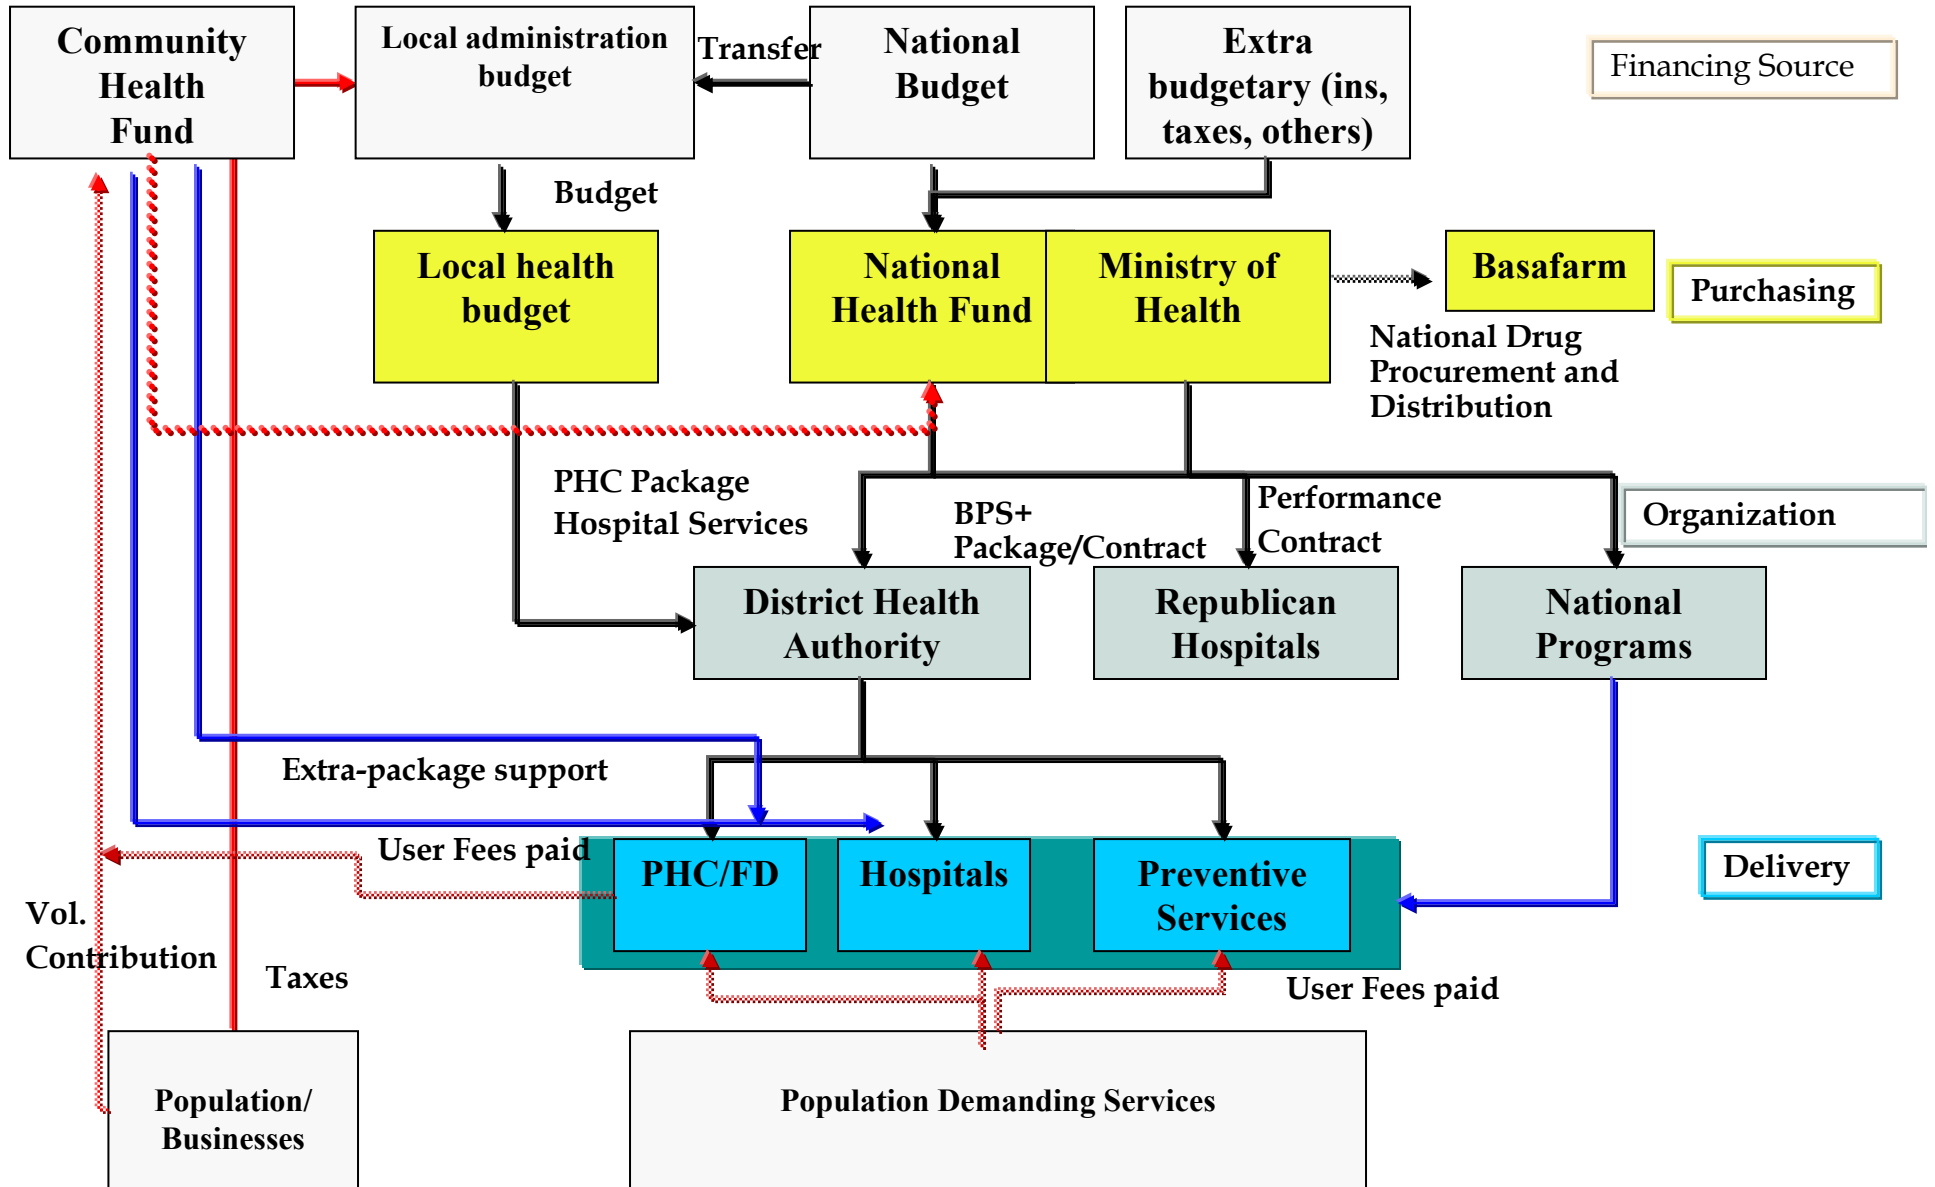 Community
Health
Fund
Local administration
budget
Transfer
National
Budget
Extra
budgetary (ins,
taxes, others)
Financing Source
Budget
Local health
budget
National
Health Fund
Ministry of
Health
Basafarm
Purchasing
National Drug
Procurement and
Distribution
PHC Package
Hospital Services
BPS+
Package/Contract
Performance
Contract
Organization
District Health
Authority
Republican
Hospitals
National
Programs
Extra-package support
User Fees paid
PHC/FD
Hospitals
Preventive
Services
Delivery
Vol.
Contribution
Taxes
User Fees paid
Population/
Businesses
Population Demanding Services